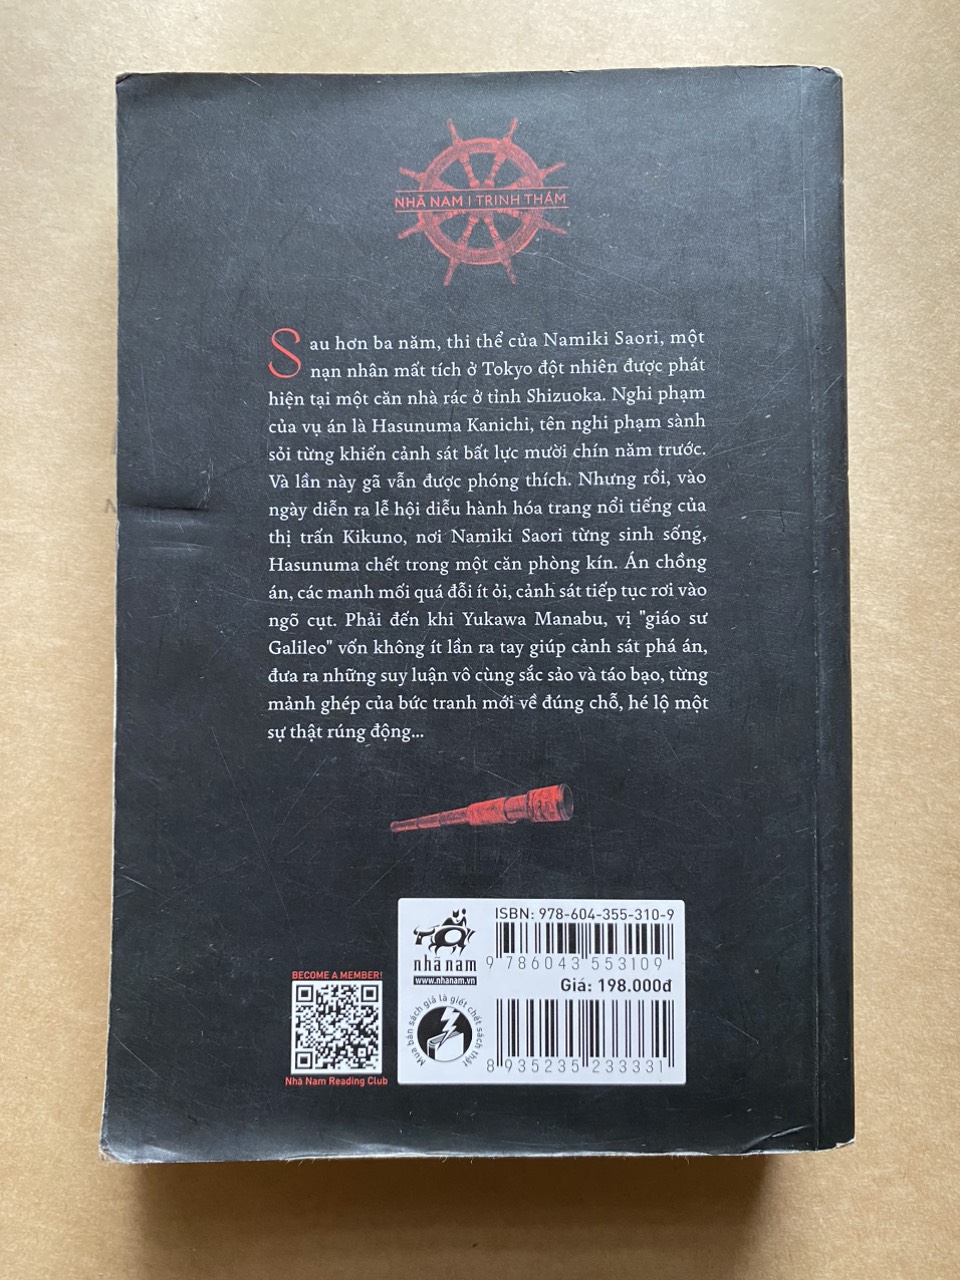 NHÃ NAM | TRINH THÁM
Sau hơn ba năm, thi thể của Namiki Saori, một
nạn nhân mất tích ở Tokyo đột nhiên được phát
hiện tại một căn nhà rác ở tỉnh Shizuoka. Nghi phạm
của vụ án là Hasunuma Kanichi, tên nghi phạm sành
sỏi từng khiến cảnh sát bất lực mười chín năm trước.
Và lần này gã vẫn được phóng thích. Nhưng rồi, vào
ngày diễn ra lễ hội diễu hành hóa trang nổi tiếng của
thị trấn Kikuno, nơi Namiki Saori từng sinh sống,
Hasunuma chết trong một căn phòng kín. Án chồng
án, các manh mối quá đỗi ít ỏi, cảnh sát tiếp tục rơi vào
ngõ cụt. Phải đến khi Yukawa Manabu, vị "giáo sư
Galileo" vốn không ít lần ra tay giúp cảnh sát phá án,
đưa ra những suy luận vô cùng sắc sảo và táo bạo, từng
mảnh ghép của bức tranh mới về đúng chỗ, hé lộ một
sự thật rúng động...
ISBN: 978-604-355-310-9
9 786043 553109
nhã nam
www.nhanam.vn
Giá: 198.000đ
Mua bán sách giả là giết chết sách thật
8 935235 233331
BECOME A MEMBER!
Nhã Nam Reading Club